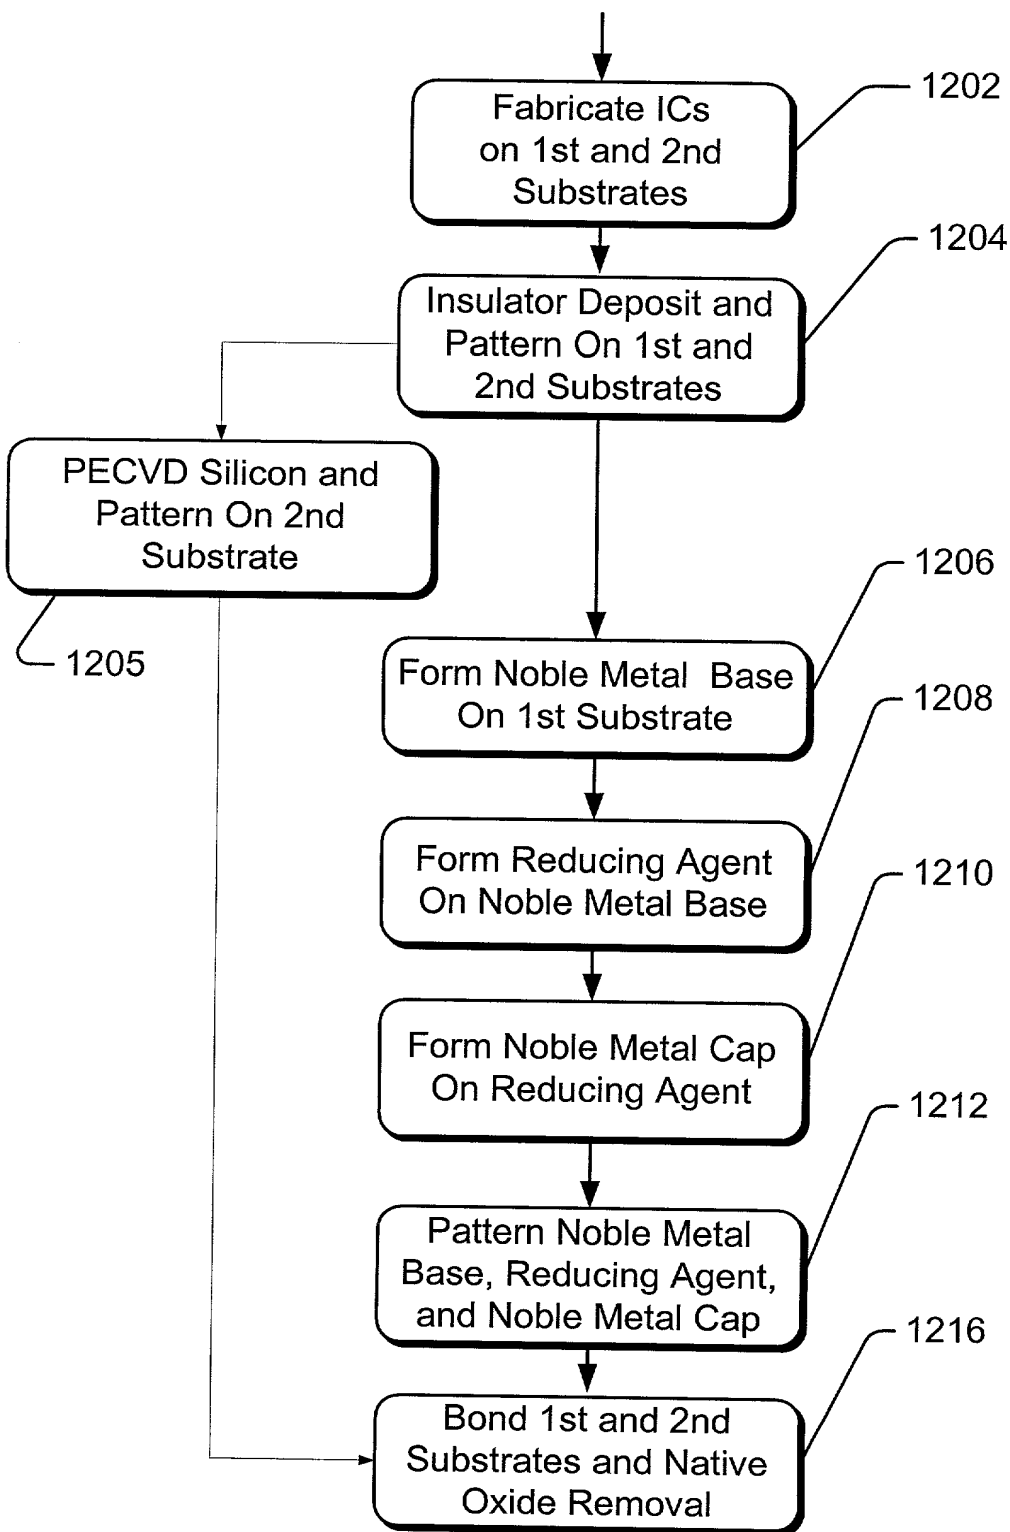 Fabricate ICs
on 1st and 2nd
Substrates
1202
Insulator Deposit and
Pattern On 1st and
2nd Substrates
1204
PECVD Silicon and
Pattern On 2nd
Substrate
1205
Form Noble Metal Base
On 1st Substrate
1206
Form Reducing Agent
On Noble Metal Base
1208
Form Noble Metal Cap
On Reducing Agent
1210
Pattern Noble Metal
Base, Reducing Agent,
and Noble Metal Cap
1212
Bond 1st and 2nd
Substrates and Native
Oxide Removal
1216